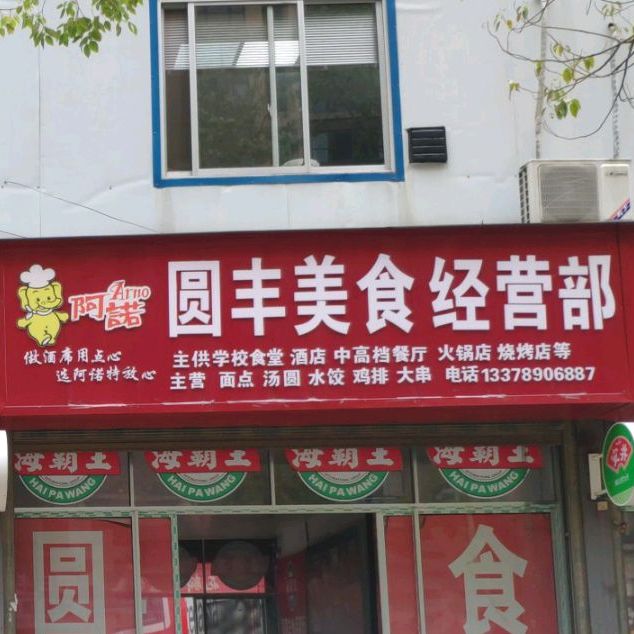 Arno
阿諾
圆丰美食经营部
做酒席用点心
选阿诺特放心
主供学校食堂 酒店 中高档餐厅 火锅店 烧烤店等
主营 面点 汤圆 水饺 鸡排 大串 电话13378906887
海霸王 海霸王 海霸王 海霸王
HAI PA WANG HAI PA WANG HAI PA WANG HAI PA WANG
圆 食